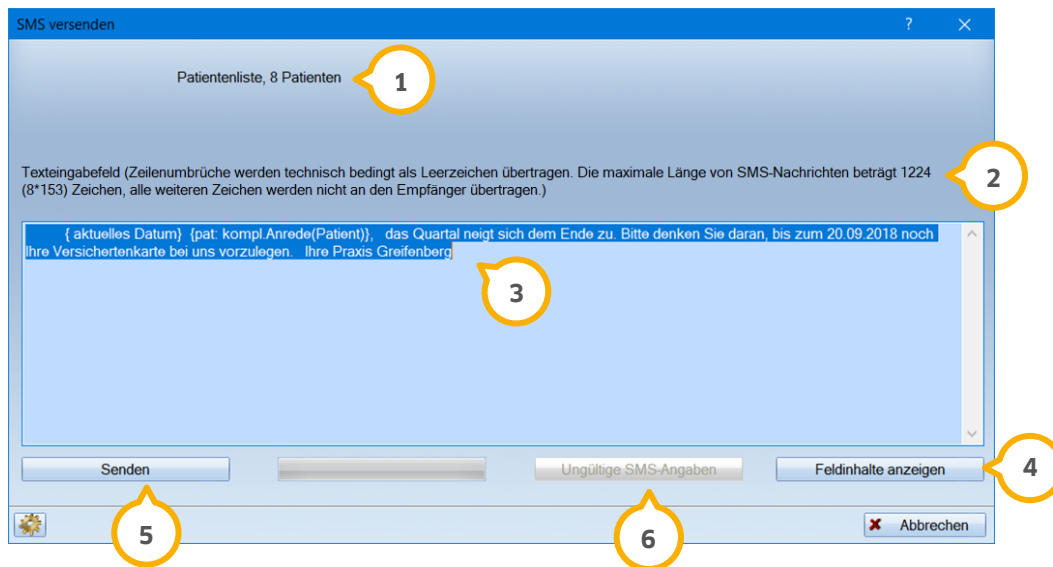 SMS versenden
?
Patientenliste, 8 Patienten
1
Texteingabefeld (Zeilenumbrüche werden technisch bedingt als Leerzeichen übertragen. Die maximale Länge von SMS-Nachrichten beträgt 1224
(8*153) Zeichen, alle weiteren Zeichen werden nicht an den Empfänger übertragen.)
2
{ aktuelles Datum}  {pat: kompl.Anrede(Patient)},   das Quartal neigt sich dem Ende zu. Bitte denken Sie daran, bis zum 20.09.2018 noch
Ihre Versichertenkarte bei uns vorzulegen.   Ihre Praxis Greifenberg
3
Senden
Ungültige SMS-Angaben
Feldinhalte anzeigen
4
5
6
Abbrechen